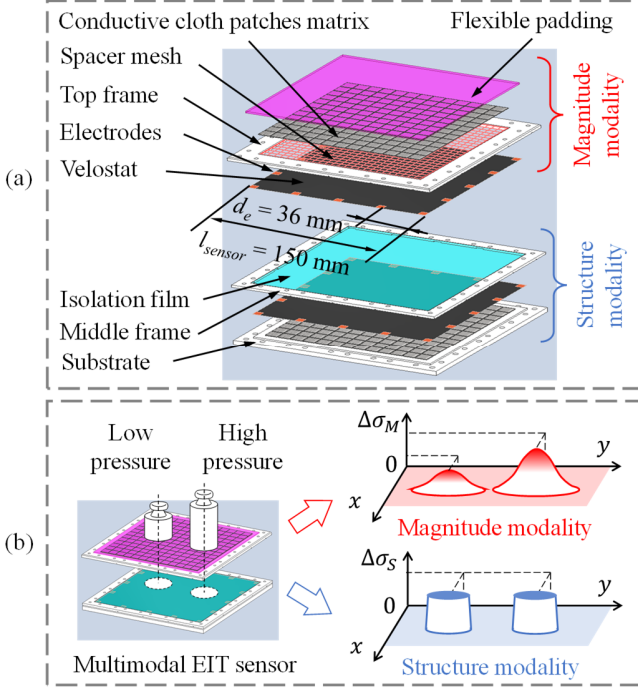 (a)
Conductive cloth patches matrix
Flexible padding
Spacer mesh
Top frame
Electrodes
Velostat
Magnitude
modality
d_e = 36 mm
l_sensor = 150 mm
Isolation film
Middle frame
Substrate
Structure
modality
(b)
Low
pressure
High
pressure
Multimodal EIT sensor
Δσ_M
0
y
x
Magnitude modality
Δσ_S
0
y
x
Structure modality